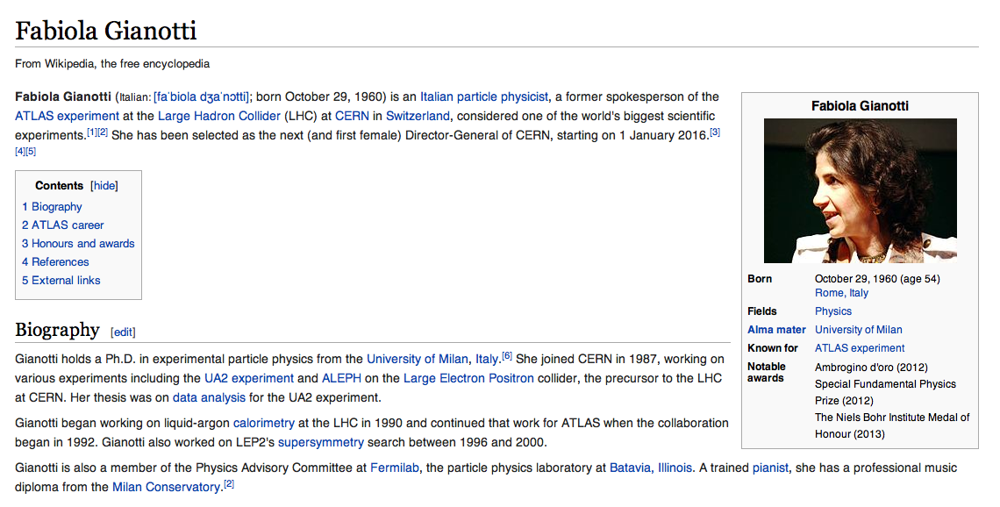 Fabiola Gianotti
From Wikipedia, the free encyclopedia
Fabiola Gianotti (Italian: [faˈbiola dʒaˈnɔtti]; born October 29, 1960) is an Italian particle physicist, a former spokesperson of the
ATLAS experiment at the Large Hadron Collider (LHC) at CERN in Switzerland, considered one of the world's biggest scientific
experiments.[1][2] She has been selected as the next (and first female) Director-General of CERN, starting on 1 January 2016.[3]
[4][5]
Contents [hide]
1 Biography
2 ATLAS career
3 Honours and awards
4 References
5 External links
Biography [edit]
Gianotti holds a Ph.D. in experimental particle physics from the University of Milan, Italy.[6] She joined CERN in 1987, working on
various experiments including the UA2 experiment and ALEPH on the Large Electron Positron collider, the precursor to the LHC
at CERN. Her thesis was on data analysis for the UA2 experiment.
Gianotti began working on liquid-argon calorimetry at the LHC in 1990 and continued that work for ATLAS when the collaboration
began in 1992. Gianotti also worked on LEP2's supersymmetry search between 1996 and 2000.
Gianotti is also a member of the Physics Advisory Committee at Fermilab, the particle physics laboratory at Batavia, Illinois. A trained pianist, she has a professional music
diploma from the Milan Conservatory.[2]
Fabiola Gianotti
Born October 29, 1960 (age 54)
Rome, Italy
Fields Physics
Alma mater University of Milan
Known for ATLAS experiment
Notable Ambrogino d'oro (2012)
awards Special Fundamental Physics
Prize (2012)
The Niels Bohr Institute Medal of
Honour (2013)